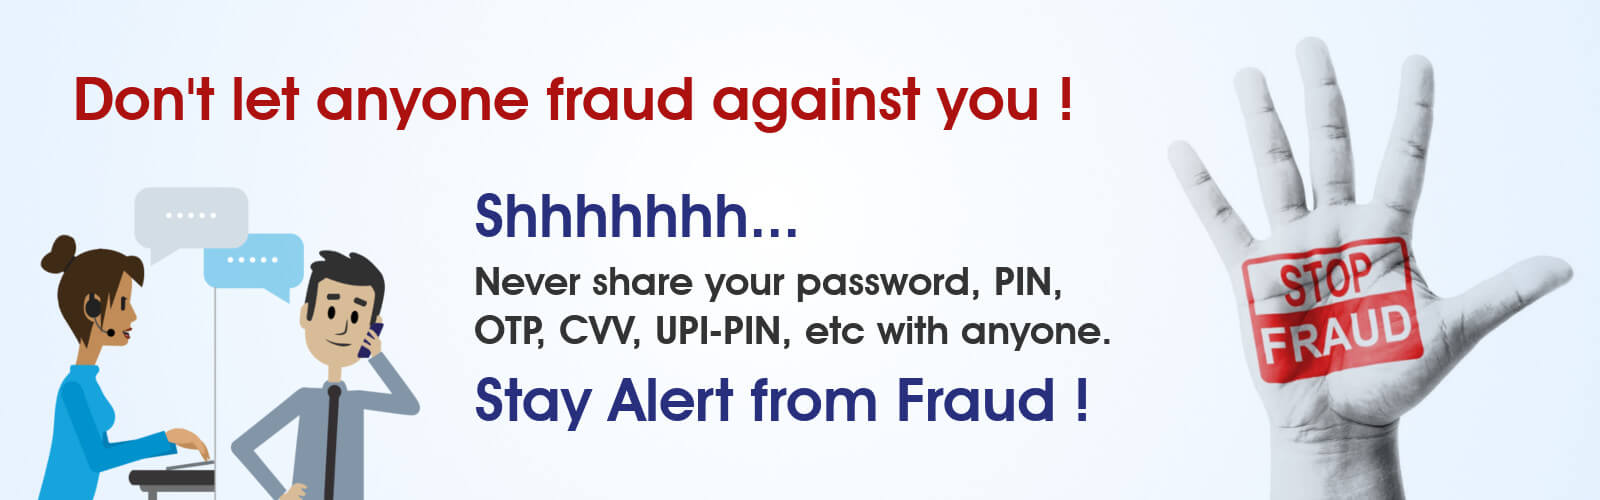 Don't let anyone fraud against you !
Shhhhhhh...
Never share your password, PIN,
OTP, CVV, UPI-PIN, etc with anyone.
Stay Alert from Fraud !
STOP
FRAUD